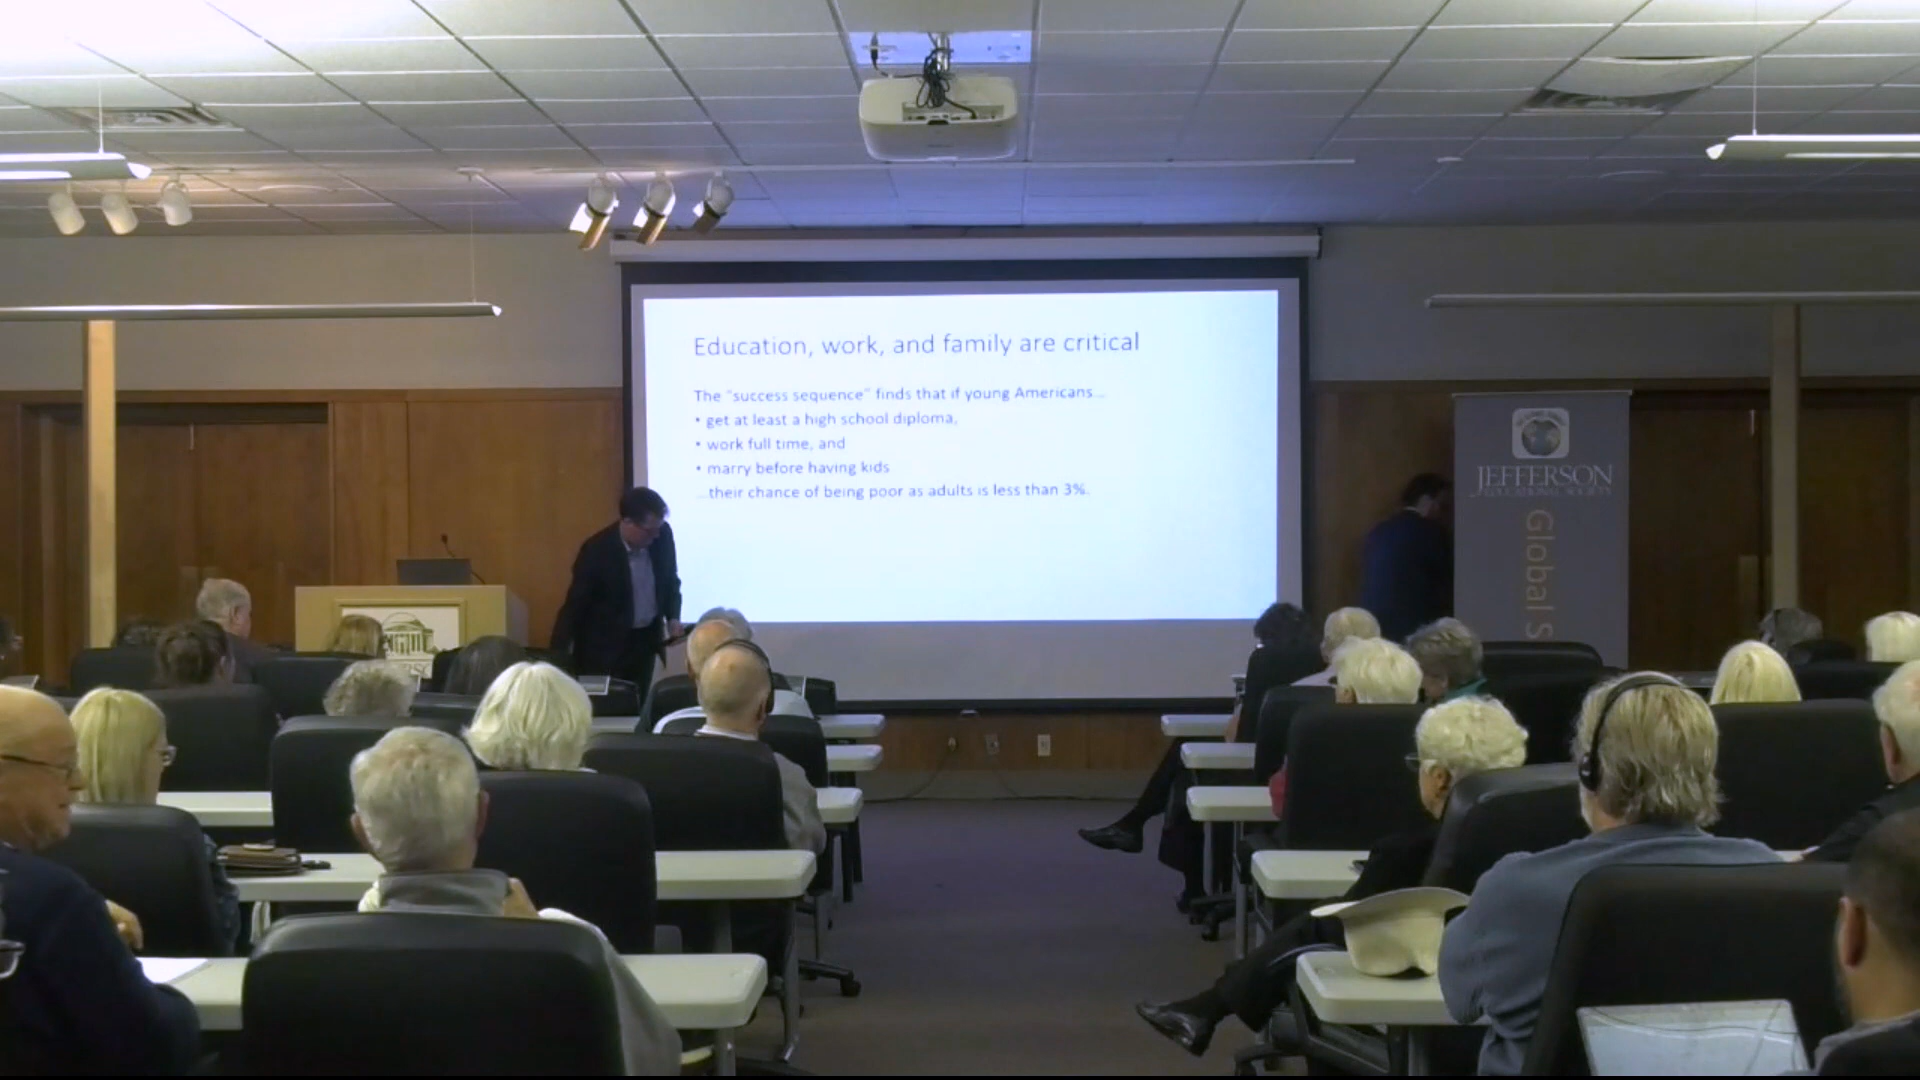 Education, work, and family are critical
The "success sequence" finds that if young Americans...
• get at least a high school diploma,
• work full time, and
• marry before having kids
...their chance of being poor as adults is less than 3%.
JEFFERSON
EDUCATIONAL SOCIETY
Global S